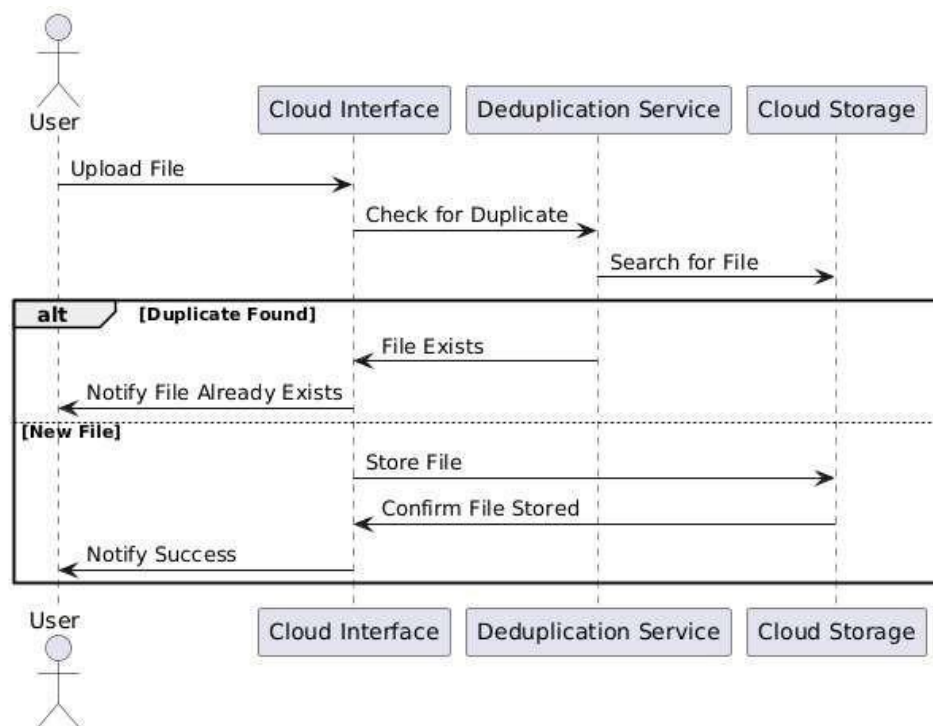 User
Cloud Interface
Deduplication Service
Cloud Storage
Upload File
Check for Duplicate
Search for File
alt
[Duplicate Found]
File Exists
Notify File Already Exists
[New File]
Store File
Confirm File Stored
Notify Success
User
Cloud Interface
Deduplication Service
Cloud Storage